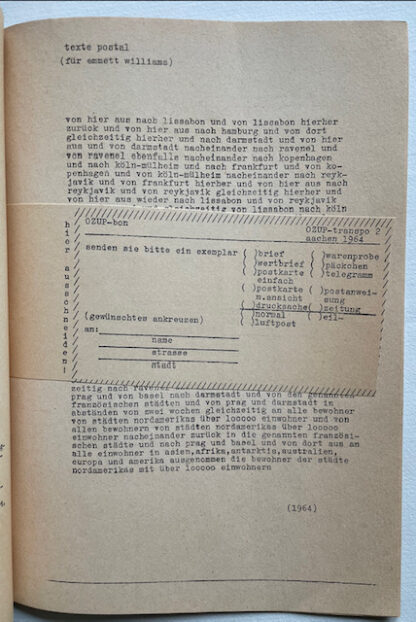 texte postal
(für emmett williams)
von hier aus nach lissabon und von lissabon hierher
zurück und von hier aus nach hamburg und von dort
gleichzeitig hierher und nach darmstadt und von hier
aus und von darmstadt nacheinander nach ravenel und
von ravenel ebenfalls nacheinander nach kopenhagen
und nach köln-mülheim und nach frankfurt und von ko-
penhagen und von köln-mülheim nacheinander nach reyk-
javik und von frankfurt hierher und von hier aus nach
reykjavik und von reykjavik gleichzeitig hierher und
von hier aus wieder nach lissabon und von reykjavik
gleichzeitig von lissabon nach köln
hier ausschneiden!
OZUP-bon
OZUP-transpo 2
aachen 1964
senden sie bitte ein exemplar
( )brief ( )warenprobe
( )wertbrief ( )päckchen
( )postkarte ( )telegramm
einfach
( )postkarte ( )postanwei-
m.ansicht sung
( )drucksache( )zeitung
( )normal ( )eil-
( )luftpost
(gewünschtes ankreuzen)
an:
name
strasse
stadt
zeitig nach
prag und von basel nach darmstadt und von den genannten
französischen städten und von prag und darmstadt in
abständen von zwei wochen gleichzeitig an alle bewohner
von städten nordamerikas über 100000 einwohner und von
allen bewohnern von städten nordamerikas über 100000
einwohner nacheinander zurück in die genannten französi-
schen städte und nach prag und basel und von dort aus an
alle einwohner in asien,afrika,antarktis,australien,
europa und amerika ausgenommen die bewohner der städte
nordamerikas mit über 100000 einwohnern
(1964)